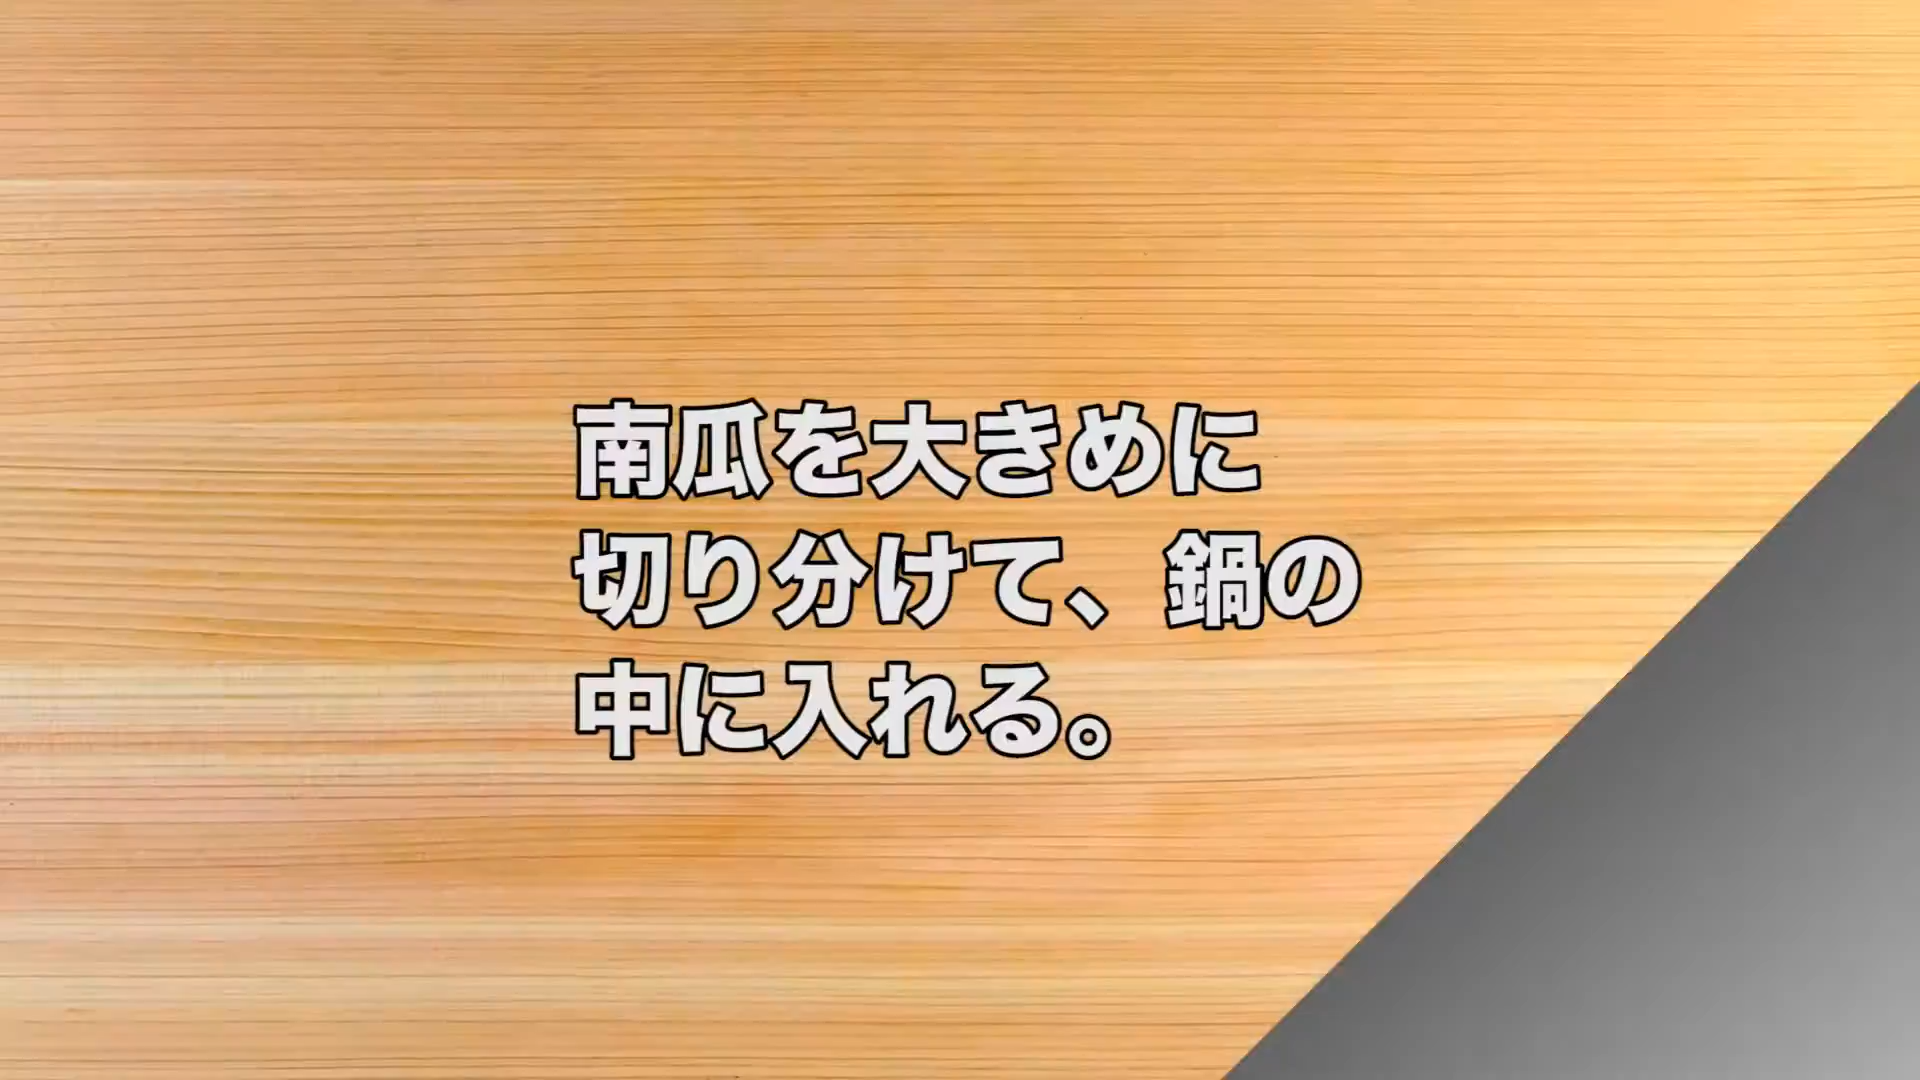 南瓜を大きめに
切り分けて、鍋の
中に入れる。